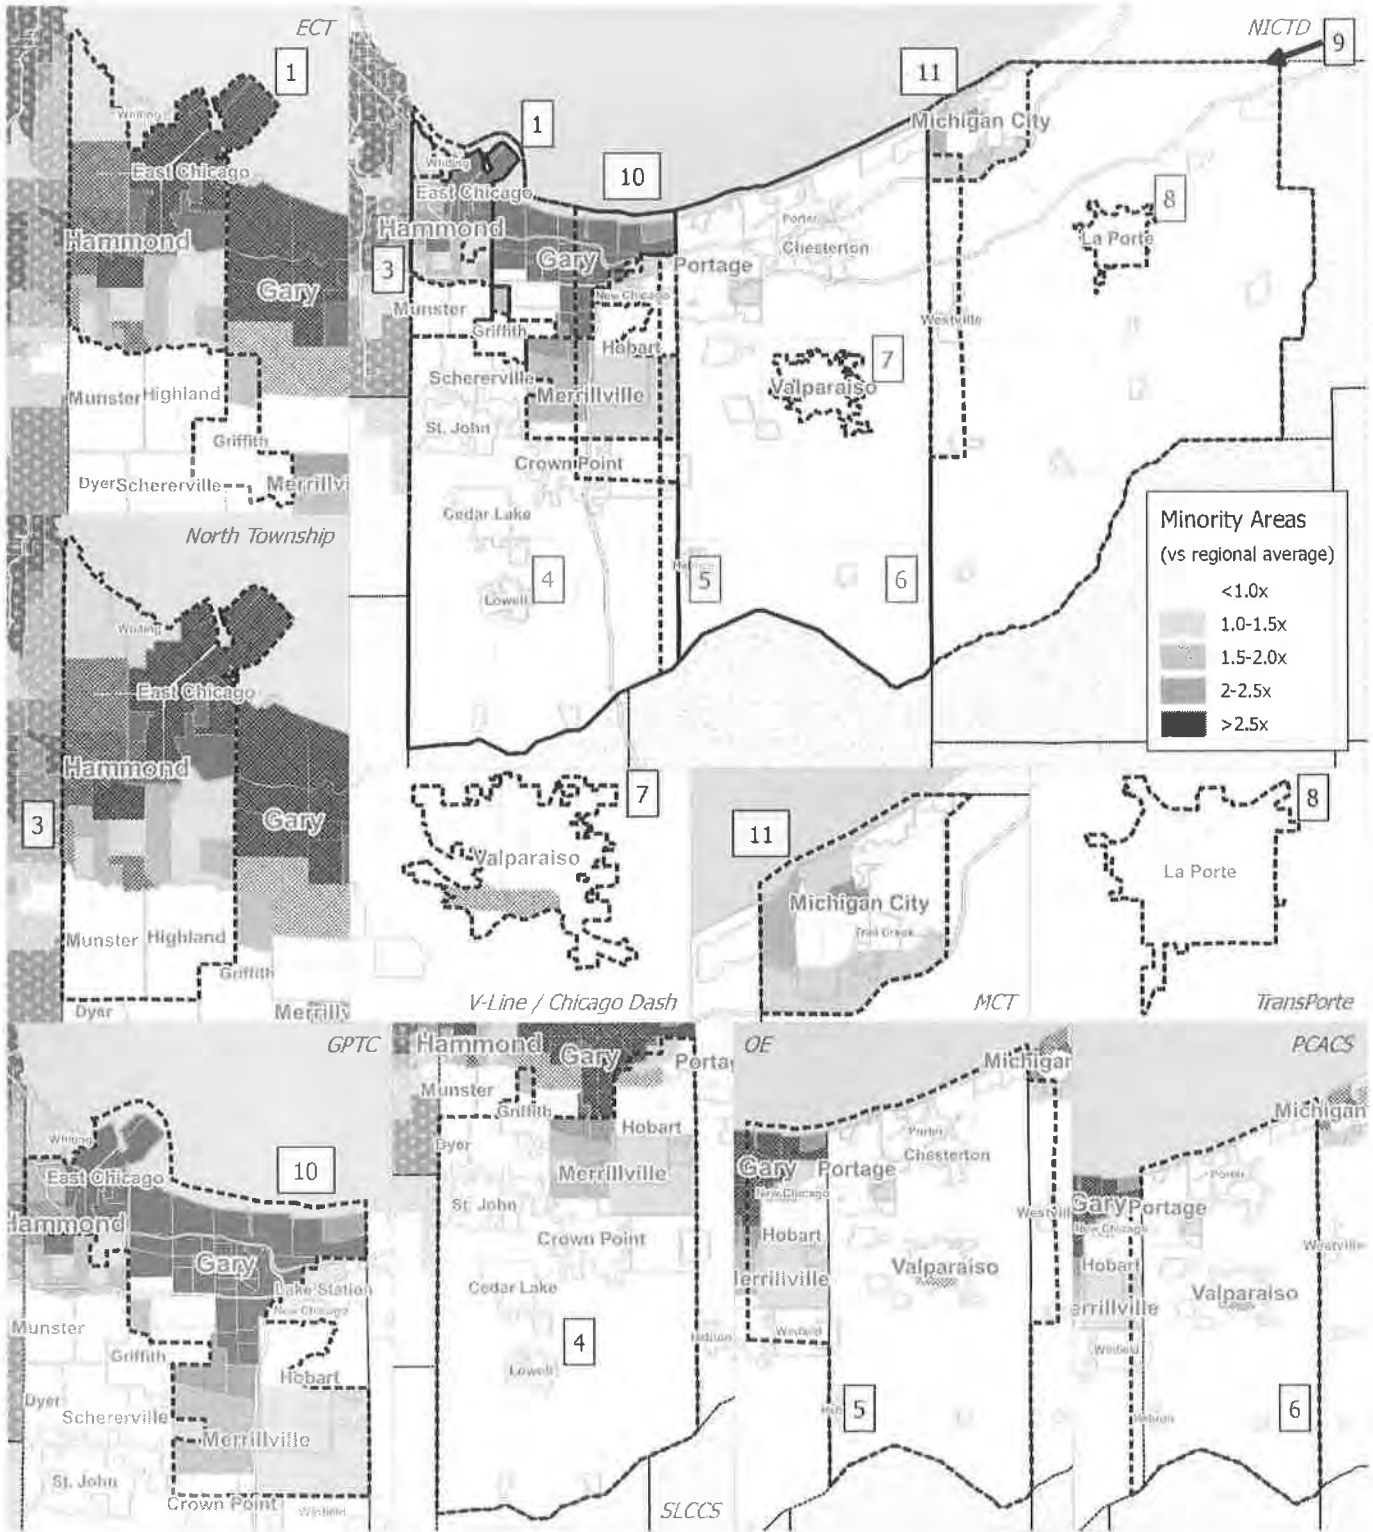 ECT
1
Whiting
East Chicago
Hammond
Gary
Munster
Highland
Griffith
Dyer
Schererville
Merrillvi
NICTD
9
11
Michigan City
1
Whiting
East Chicago
10
Hammond
Gary
3
Portage
Porter
Chesterton
8
La Porte
Munster
New Chicago
Griffith
Hobart
Westville
7
Valparaiso
Schererville
Merrillville
St. John
Crown Point
Cedar Lake
4
Lowell
5
6
Minority Areas
(vs regional average)
<1.0x
1.0-1.5x
1.5-2.0x
2-2.5x
>2.5x
North Township
Whiting
East Chicago
Hammond
3
Gary
Munster
Highland
Griffith
Dyer
Merrillv
7
Valparaiso
V-Line / Chicago Dash
11
Michigan City
Trail Creek
MCT
8
La Porte
TransPorte
GPTC
Whiting
10
East Chicago
Hammond
Gary
Lake Station
New Chicago
Munster
Griffith
Hobart
Dyer
Schererville
Merrillville
St. John
Crown Point
Winfield
Hammond
Gary
Portag
Munster
Griffith
Hobart
Dyer
Merrillville
St. John
Crown Point
Cedar Lake
4
Lowell
Hebron
SLCCS
OE
Michigan
Porter
Chesterton
Gary
Portage
New Chicago
Westvill
Hobart
Valparaiso
lerrillville
Winfield
5
PCACS
Michigan
Porter
Gary
Portage
New Chicago
Westville
Hobart
Valparaiso
errillville
Winfield
6
Hebron